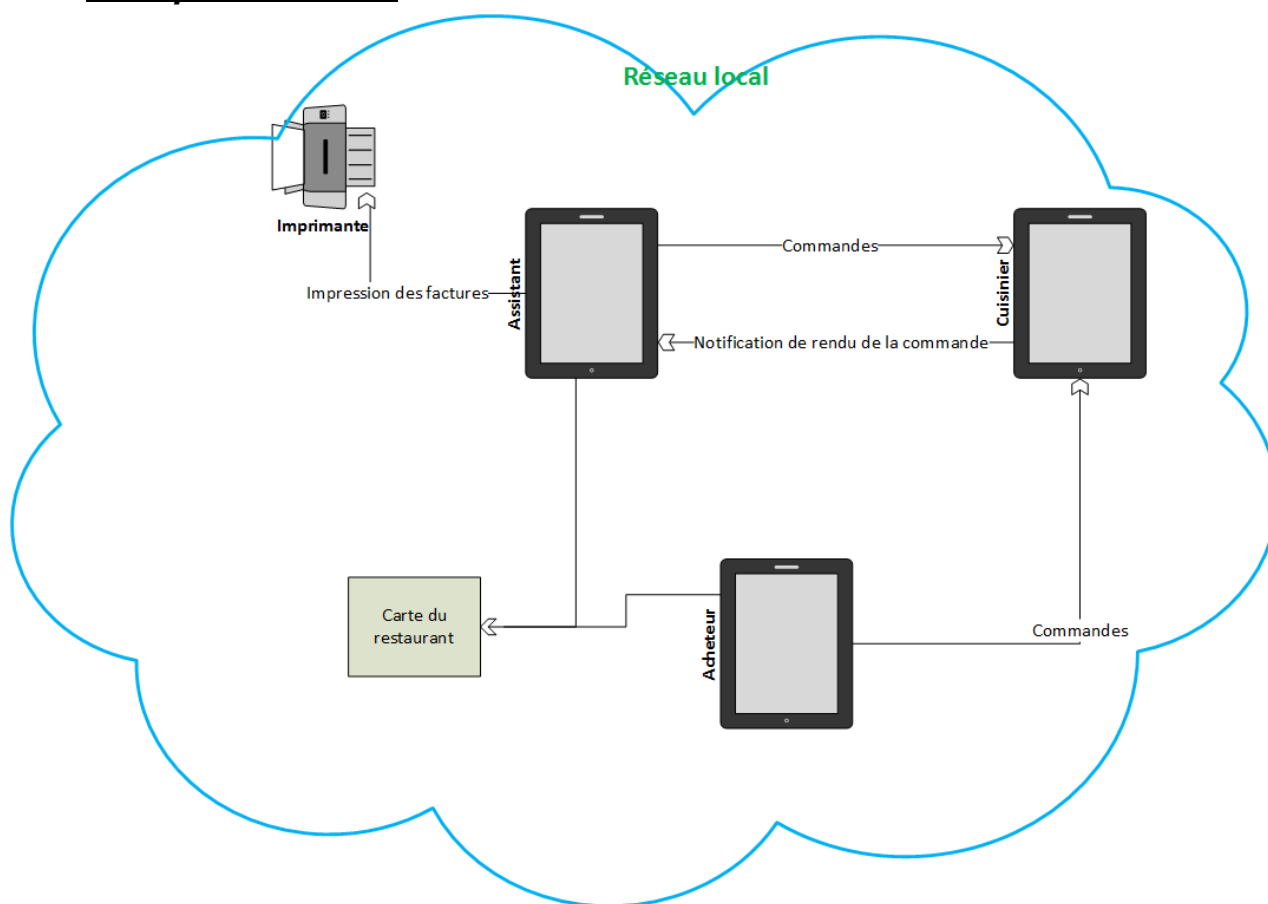 Réseau local
Imprimante
Assistant
Commandes
Cuisinier
Impression des factures
Notification de rendu de la commande
Carte du
restaurant
Acheteur
Commandes